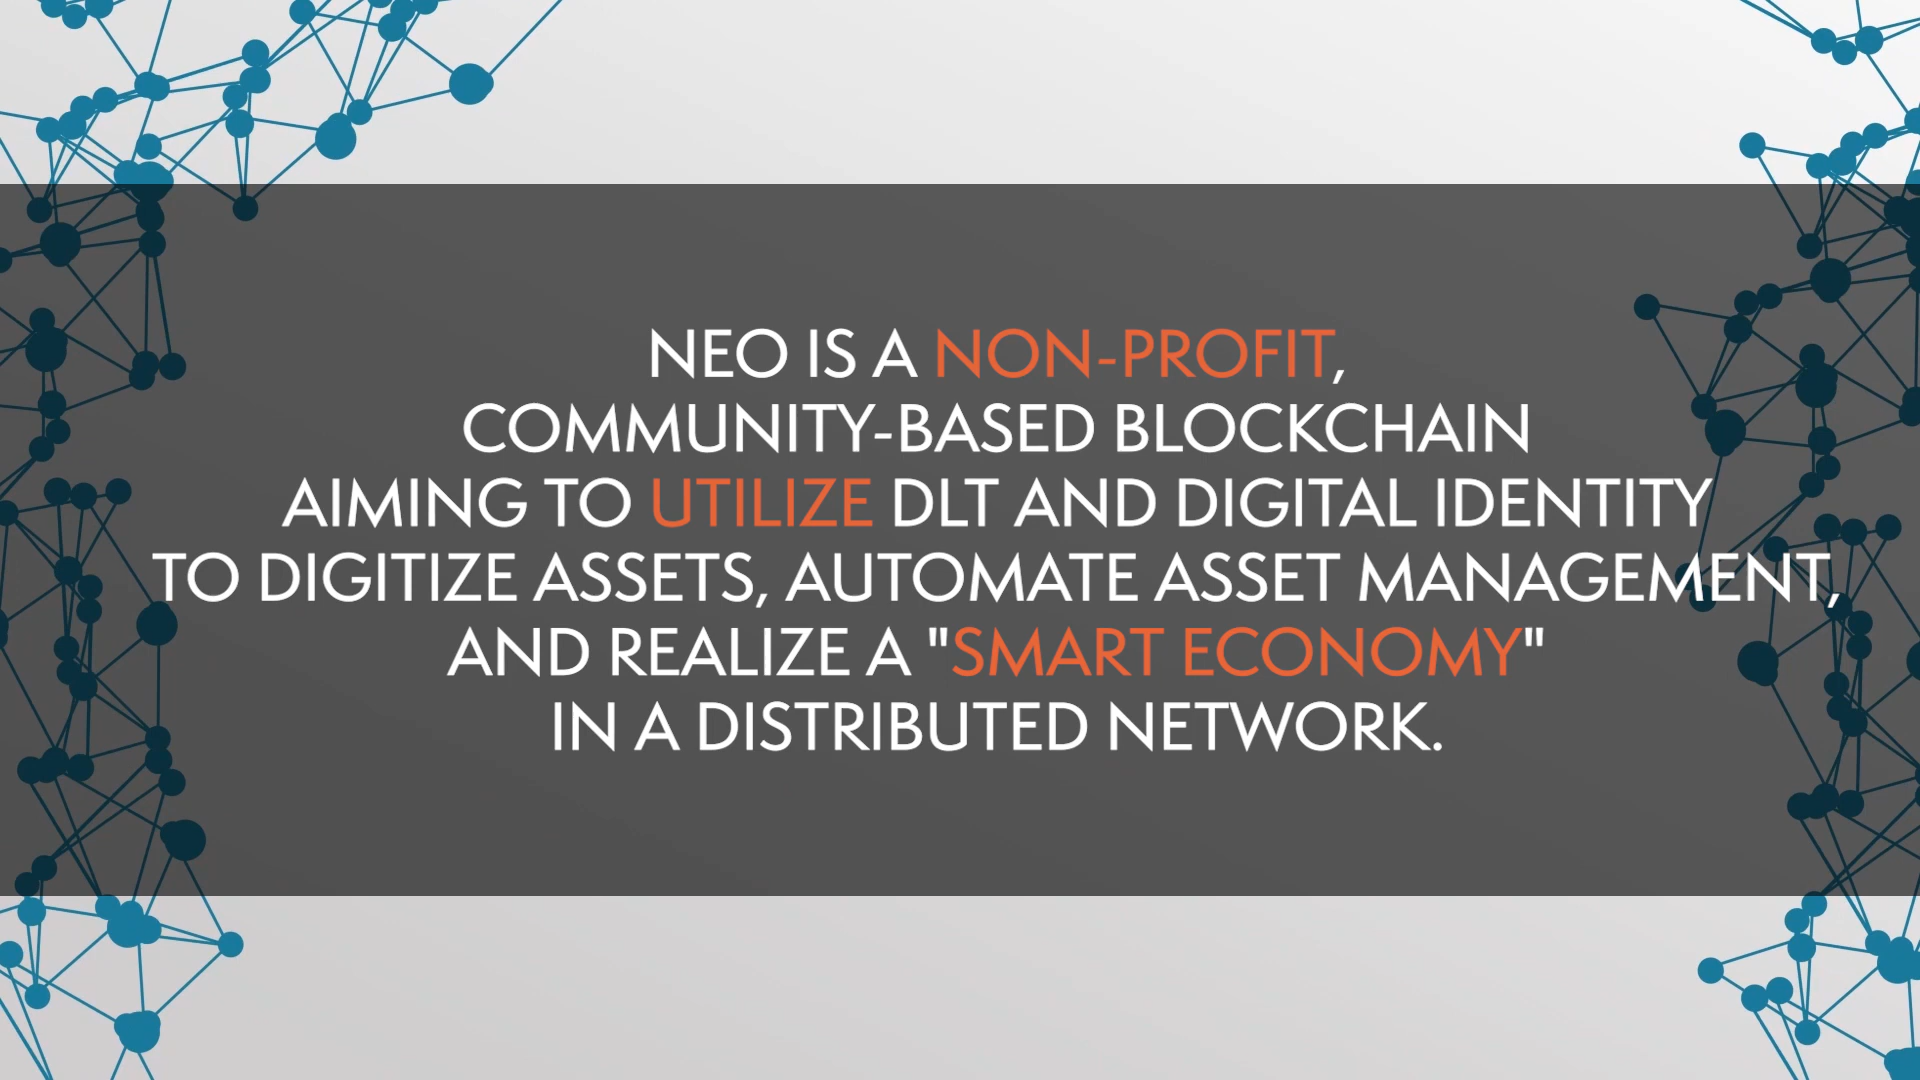 NEO IS A NON-PROFIT,
COMMUNITY-BASED BLOCKCHAIN
AIMING TO UTILIZE DLT AND DIGITAL IDENTITY
TO DIGITIZE ASSETS, AUTOMATE ASSET MANAGEMENT,
AND REALIZE A "SMART ECONOMY"
IN A DISTRIBUTED NETWORK.